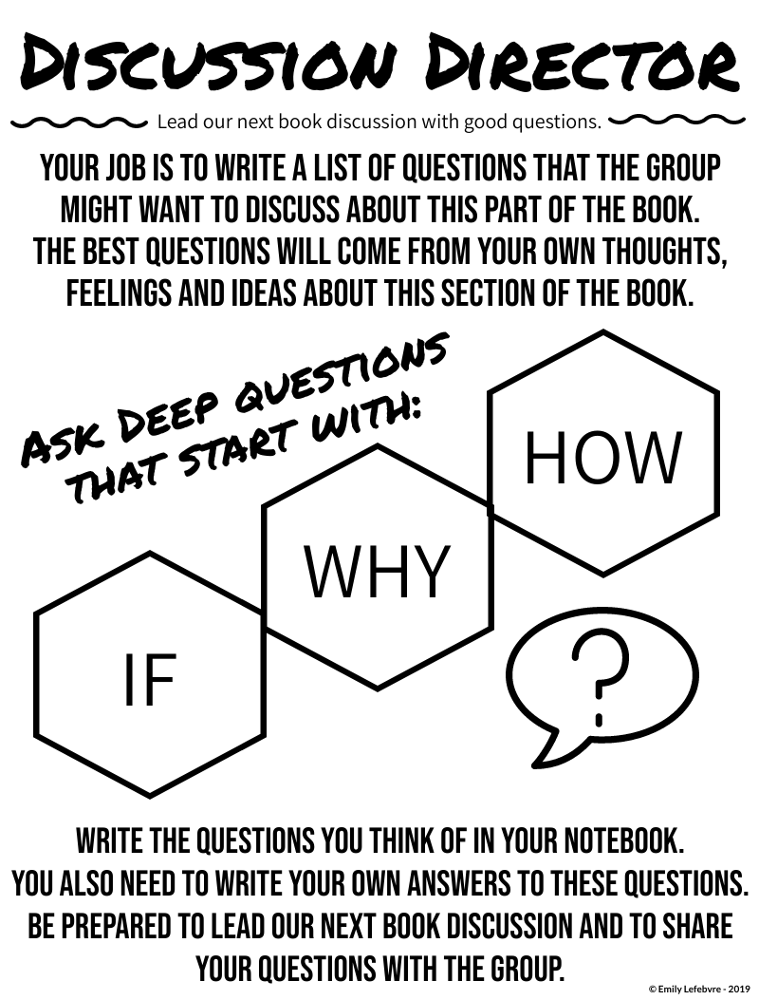 DISCUSSION DIRECTOR
Lead our next book discussion with good questions.
YOUR JOB IS TO WRITE A LIST OF QUESTIONS THAT THE GROUP
MIGHT WANT TO DISCUSS ABOUT THIS PART OF THE BOOK.
THE BEST QUESTIONS WILL COME FROM YOUR OWN THOUGHTS,
FEELINGS AND IDEAS ABOUT THIS SECTION OF THE BOOK.
ASK DEEP QUESTIONS
THAT START WITH:
IF
WHY
HOW
?
WRITE THE QUESTIONS YOU THINK OF IN YOUR NOTEBOOK.
YOU ALSO NEED TO WRITE YOUR OWN ANSWERS TO THESE QUESTIONS.
BE PREPARED TO LEAD OUR NEXT BOOK DISCUSSION AND TO SHARE
YOUR QUESTIONS WITH THE GROUP.
© Emily Lefebvre - 2019